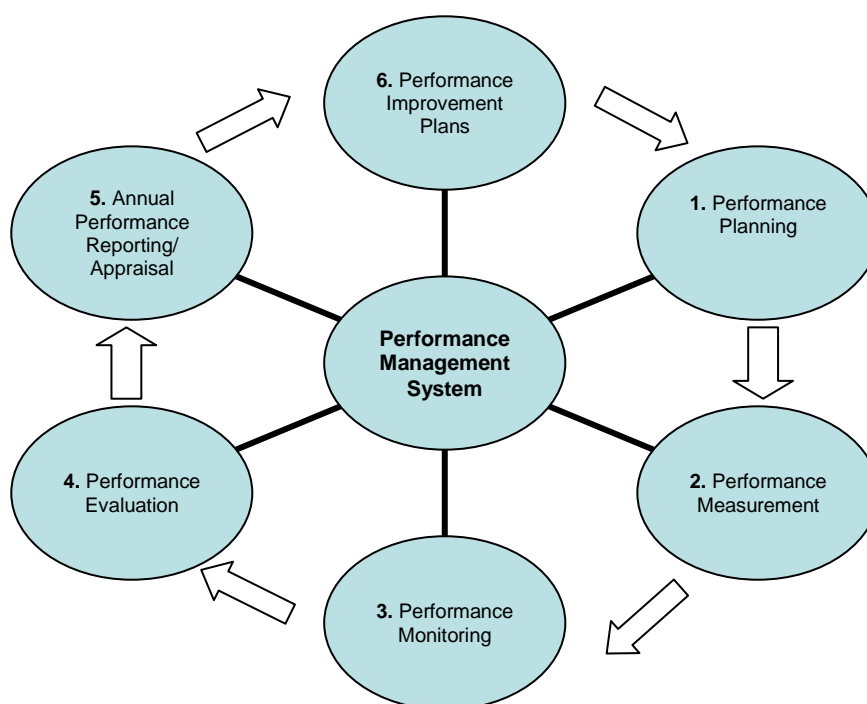 6. Performance
Improvement
Plans
1. Performance
Planning
2. Performance
Measurement
3. Performance
Monitoring
4. Performance
Evaluation
5. Annual
Performance
Reporting/
Appraisal
Performance
Management
System